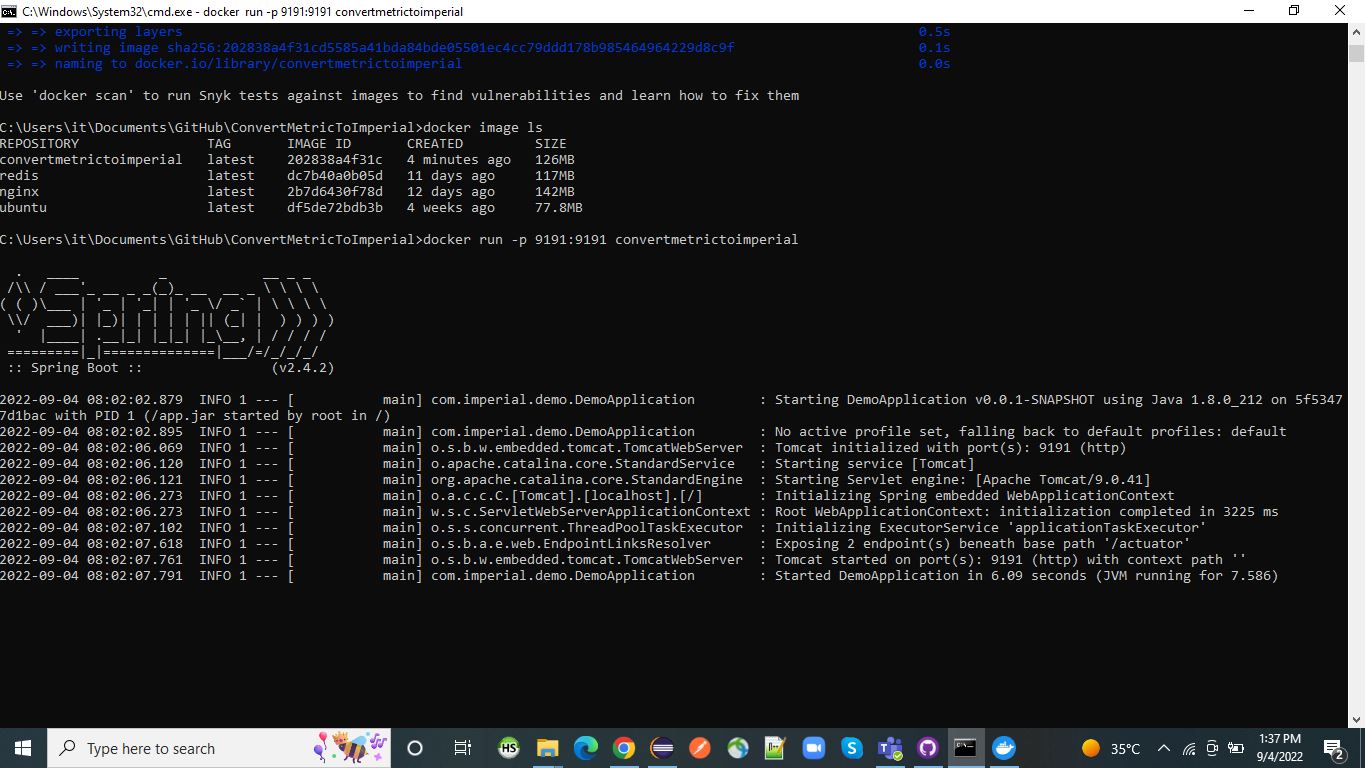 C:\Windows\System32\cmd.exe - docker run -p 9191:9191 convertmetrictoimperial
=> => exporting layers 0.5s
=> => writing image sha256:202838a4f31cd5585a41bda84bde05501ec4cc79ddd178b985464964229d8c9f 0.1s
=> => naming to docker.io/library/convertmetrictoimperial 0.0s
Use 'docker scan' to run Snyk tests against images to find vulnerabilities and learn how to fix them
C:\Users\it\Documents\GitHub\ConvertMetricToImperial>docker image ls
REPOSITORY TAG IMAGE ID CREATED SIZE
convertmetrictoimperial latest 202838a4f31c 4 minutes ago 126MB
redis latest dc7b40a0b05d 11 days ago 117MB
nginx latest 2b7d6430f78d 12 days ago 142MB
ubuntu latest df5de72bdb3b 4 weeks ago 77.8MB
C:\Users\it\Documents\GitHub\ConvertMetricToImperial>docker run -p 9191:9191 convertmetrictoimperial
  .   ____          _            __ _ _
 /\\ / ___'_ __ _ _(_)_ __  __ _ \ \ \ \
( ( )\___ | '_ | '_| | '_ \/ _` | \ \ \ \
 \\/  ___)| |_)| | | | | || (_| |  ) ) ) )
  '  |____| .__|_| |_|_| |_\__, | / / / /
 =========|_|==============|___/=/_/_/_/
:: Spring Boot :: (v2.4.2)
2022-09-04 08:02:02.879 INFO 1 --- [ main] com.imperial.demo.DemoApplication : Starting DemoApplication v0.0.1-SNAPSHOT using Java 1.8.0_212 on 5f5347
7d1bac with PID 1 (/app.jar started by root in /)
2022-09-04 08:02:02.895 INFO 1 --- [ main] com.imperial.demo.DemoApplication : No active profile set, falling back to default profiles: default
2022-09-04 08:02:06.069 INFO 1 --- [ main] o.s.b.w.embedded.tomcat.TomcatWebServer : Tomcat initialized with port(s): 9191 (http)
2022-09-04 08:02:06.120 INFO 1 --- [ main] o.apache.catalina.core.StandardService : Starting service [Tomcat]
2022-09-04 08:02:06.121 INFO 1 --- [ main] org.apache.catalina.core.StandardEngine : Starting Servlet engine: [Apache Tomcat/9.0.41]
2022-09-04 08:02:06.273 INFO 1 --- [ main] o.a.c.c.C.[Tomcat].[localhost].[/] : Initializing Spring embedded WebApplicationContext
2022-09-04 08:02:06.273 INFO 1 --- [ main] w.s.c.ServletWebServerApplicationContext : Root WebApplicationContext: initialization completed in 3225 ms
2022-09-04 08:02:07.102 INFO 1 --- [ main] o.s.s.concurrent.ThreadPoolTaskExecutor : Initializing ExecutorService 'applicationTaskExecutor'
2022-09-04 08:02:07.618 INFO 1 --- [ main] o.s.b.a.e.web.EndpointLinksResolver : Exposing 2 endpoint(s) beneath base path '/actuator'
2022-09-04 08:02:07.761 INFO 1 --- [ main] o.s.b.w.embedded.tomcat.TomcatWebServer : Tomcat started on port(s): 9191 (http) with context path ''
2022-09-04 08:02:07.791 INFO 1 --- [ main] com.imperial.demo.DemoApplication : Started DemoApplication in 6.09 seconds (JVM running for 7.586)
Type here to search
HS
35°C
1:37 PM
9/4/2022
2